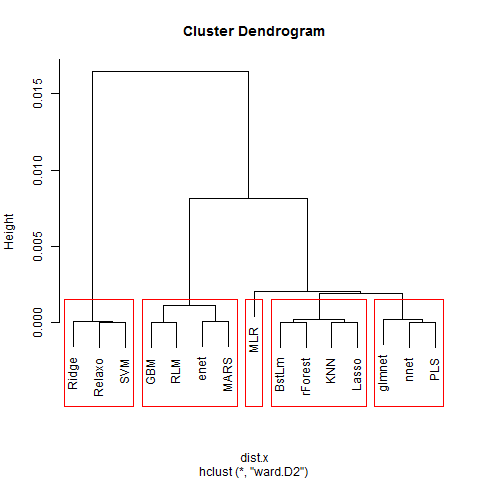 Cluster Dendrogram
Height
0.015
0.010
0.005
0.000
Ridge
Relaxo
SVM
GBM
RLM
enet
MARS
MLR
BstLm
rForest
KNN
Lasso
glmnet
nnet
PLS
dist.x
hclust (*, "ward.D2")